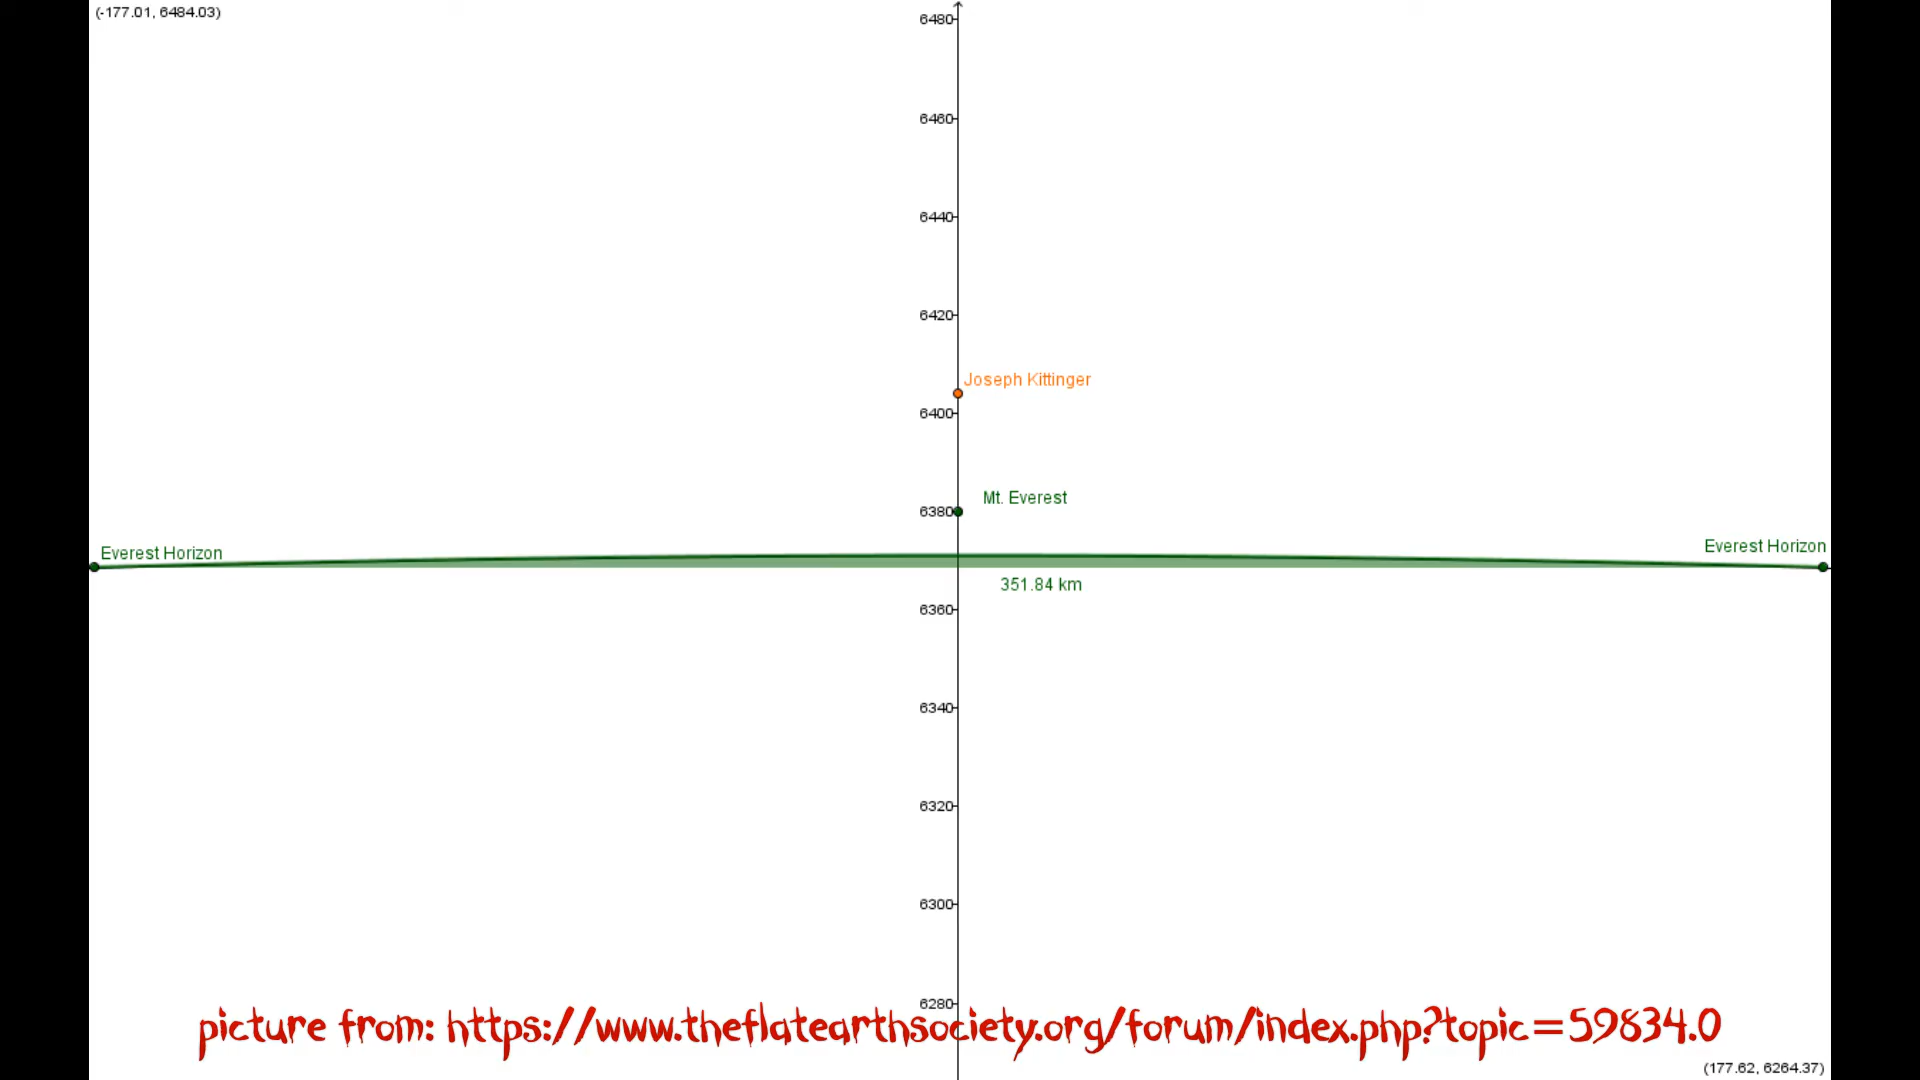 (-177.01, 6484.03)
6480
6460
6440
6420
Joseph Kittinger
6400
Mt. Everest
6380
Everest Horizon
Everest Horizon
351.84 km
6360
6340
6320
6300
6280
picture from: https://www.theflatearthsociety.org/forum/index.php?topic=59834.0
(177.62, 6264.37)